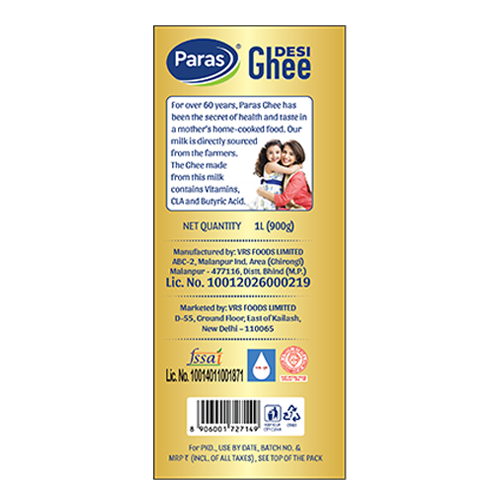 Paras
DESI
Ghee
For over 60 years, Paras Ghee has
been the secret of health and taste in
a mother's home-cooked food. Our
milk is directly sourced
from the farmers.
The Ghee made
from this milk
contains Vitamins,
CLA and Butyric Acid.
NET QUANTITY 1L (900g)
Manufactured by: VRS FOODS LIMITED
ABC-2, Malanpur Ind. Area (Ghirongi)
Malanpur - 477116, Distt. Bhind (M.P.)
Lic. No. 10012026000219
Marketed by: VRS FOODS LIMITED
D-55, Ground Floor, East of Kailash,
New Delhi - 110065
fssai
Lic. No. 10014011001871
8 906001 727149
For PKD., USE BY DATE, BATCH NO. &
MRP ₹ (INCL. OF ALL TAXES), SEE TOP OF THE PACK